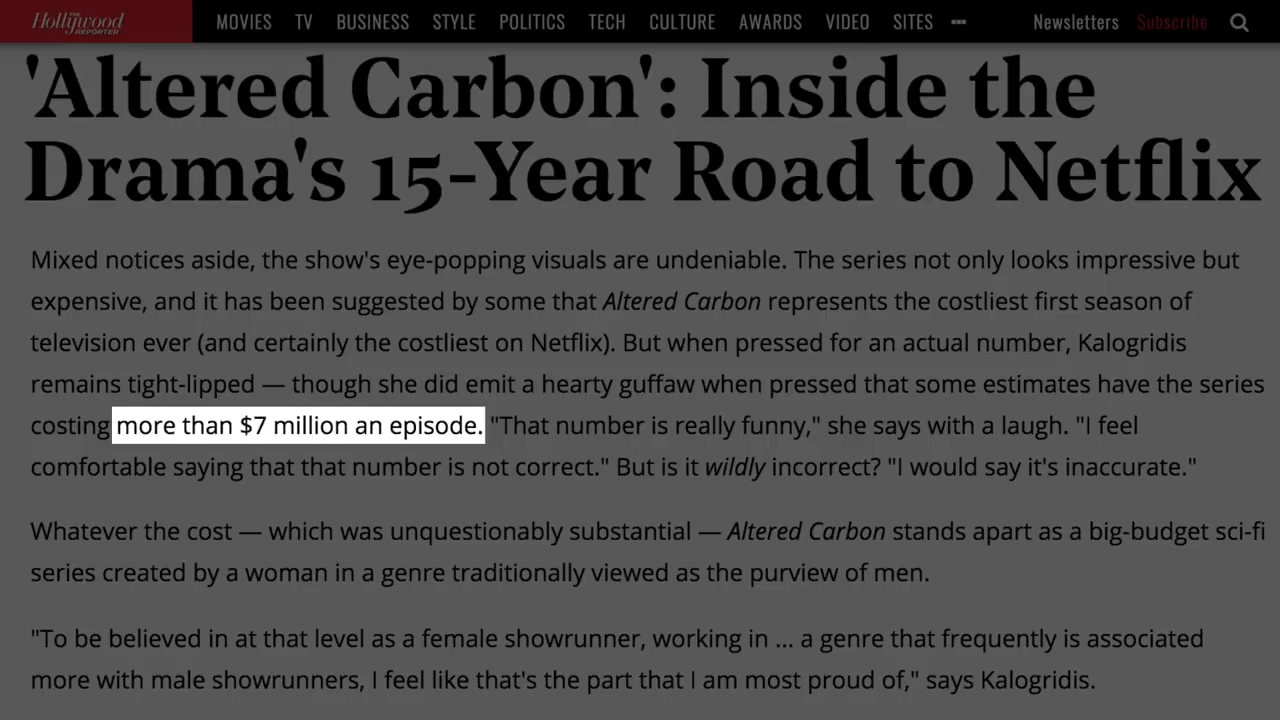 THE Hollywood REPORTER MOVIES TV BUSINESS STYLE POLITICS TECH CULTURE AWARDS VIDEO SITES ••• Newsletters Subscribe
'Altered Carbon': Inside the
Drama's 15-Year Road to Netflix
Mixed notices aside, the show's eye-popping visuals are undeniable. The series not only looks impressive but
expensive, and it has been suggested by some that Altered Carbon represents the costliest first season of
television ever (and certainly the costliest on Netflix). But when pressed for an actual number, Kalogridis
remains tight-lipped — though she did emit a hearty guffaw when pressed that some estimates have the series
costing more than $7 million an episode. "That number is really funny," she says with a laugh. "I feel
comfortable saying that that number is not correct." But is it wildly incorrect? "I would say it's inaccurate."
Whatever the cost — which was unquestionably substantial — Altered Carbon stands apart as a big-budget sci-fi
series created by a woman in a genre traditionally viewed as the purview of men.
"To be believed in at that level as a female showrunner, working in ... a genre that frequently is associated
more with male showrunners, I feel like that's the part that I am most proud of," says Kalogridis.